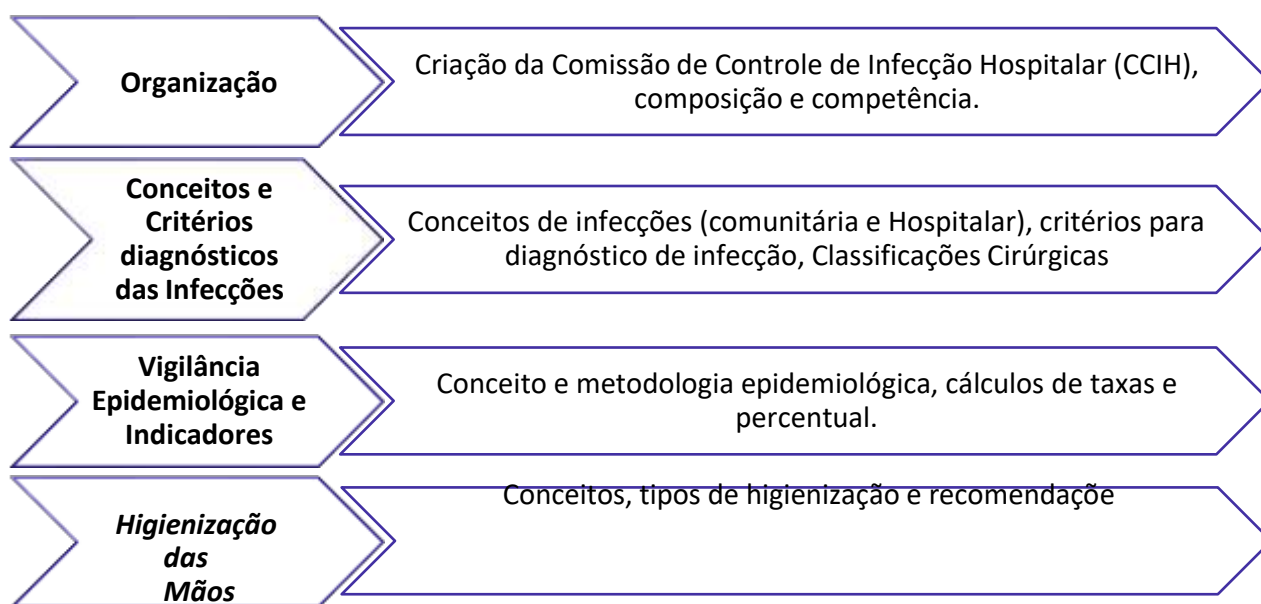 Organização
Criação da Comissão de Controle de Infecção Hospitalar (CCIH),
composição e competência.
Conceitos e
Critérios
diagnósticos
das Infecções
Conceitos de infecções (comunitária e Hospitalar), critérios para
diagnóstico de infecção, Classificações Cirúrgicas
Vigilância
Epidemiológica e
Indicadores
Conceito e metodologia epidemiológica, cálculos de taxas e
percentual.
Higienização
das
Mãos
Conceitos, tipos de higienização e recomendaçõe